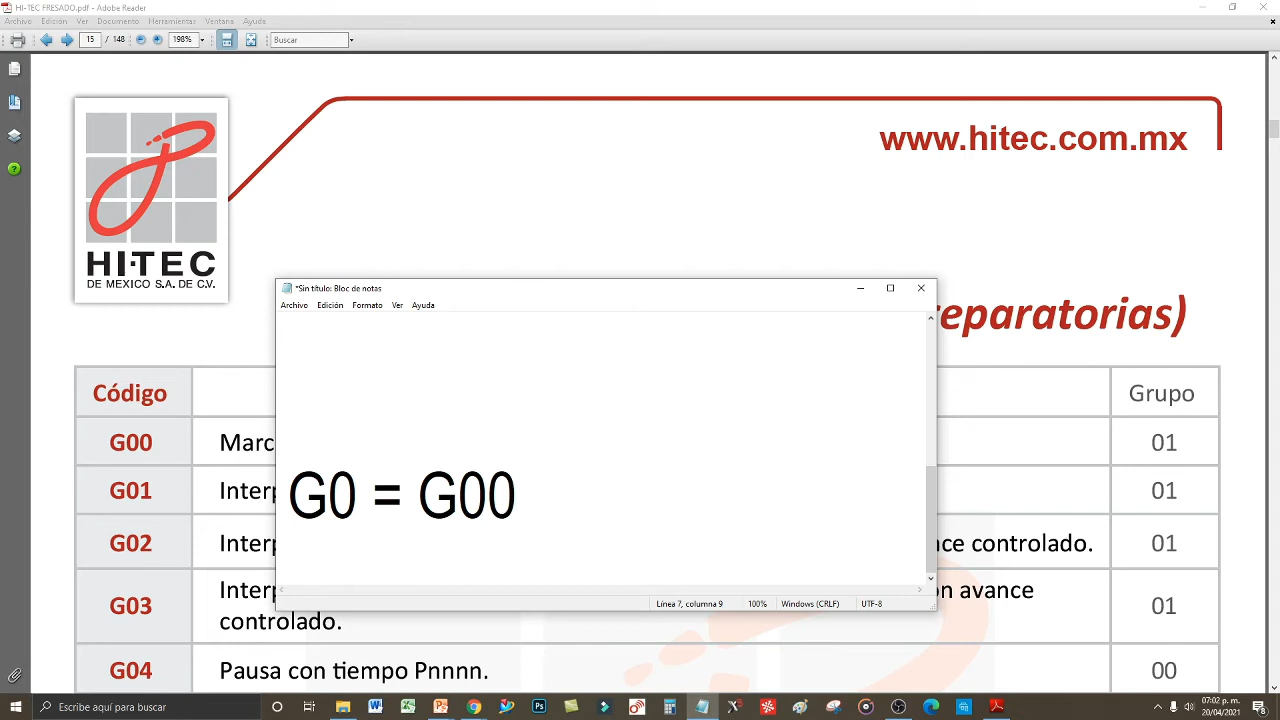 HI-TEC FRESADO.pdf - Adobe Reader
Archivo Edición Ver Documento Herramientas Ventana Ayuda
15 / 148 198% Buscar
www.hitec.com.mx
HI-TEC
DE MEXICO S.A. DE C.V.
*Sin título: Bloc de notas
Archivo Edición Formato Ver Ayuda
reparatorias)
Código Grupo
G00 Marc 01
G01 Interp 01
G0 = G00
G02 Interp nce controlado. 01
G03 Interp on avance
controlado. 01
Línea 7, columna 9 100% Windows (CRLF) UTF-8
G04 Pausa con tiempo Pnnnn. 00
Escribe aquí para buscar
07:02 p. m.
20/04/2021